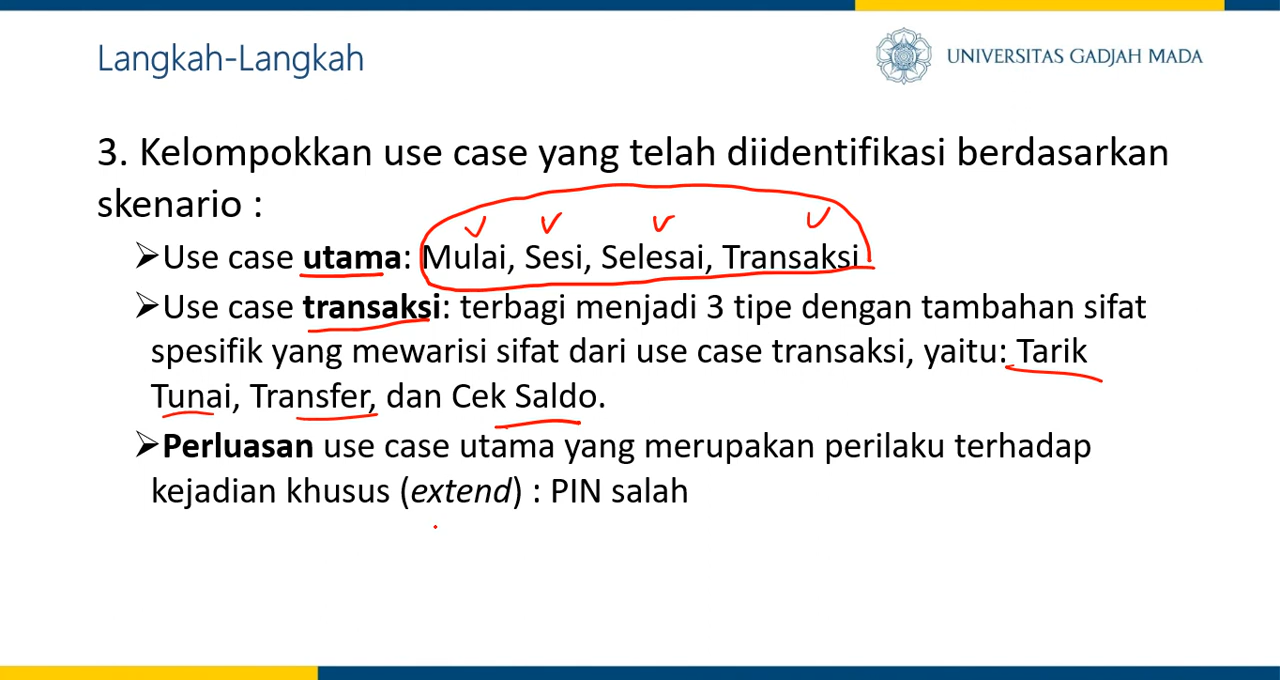 Langkah-Langkah
UNIVERSITAS GADJAH MADA
3. Kelompokkan use case yang telah diidentifikasi berdasarkan
skenario :
➢Use case utama: Mulai, Sesi, Selesai, Transaksi
➢Use case transaksi: terbagi menjadi 3 tipe dengan tambahan sifat
spesifik yang mewarisi sifat dari use case transaksi, yaitu: Tarik
Tunai, Transfer, dan Cek Saldo.
➢Perluasan use case utama yang merupakan perilaku terhadap
kejadian khusus (extend) : PIN salah